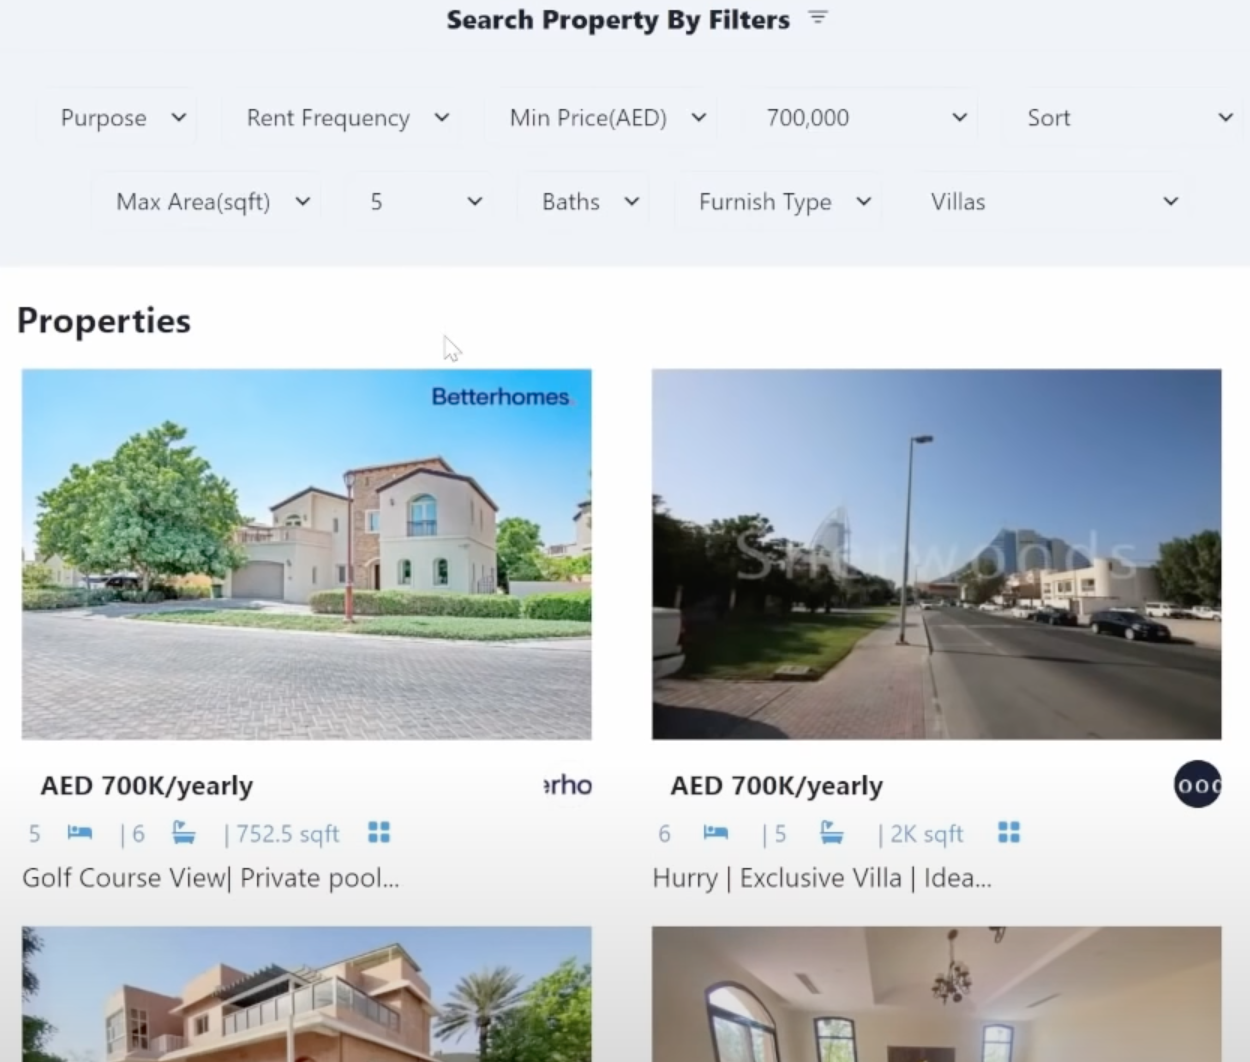 Search Property By Filters
Purpose
Rent Frequency
Min Price(AED)
700,000
Sort
Max Area(sqft)
5
Baths
Furnish Type
Villas
Properties
Betterhomes
Sherwoods
AED 700K/yearly
erho
AED 700K/yearly
ooo
5 | 6 | 752.5 sqft
6 | 5 | 2K sqft
Golf Course View| Private pool...
Hurry | Exclusive Villa | Idea...